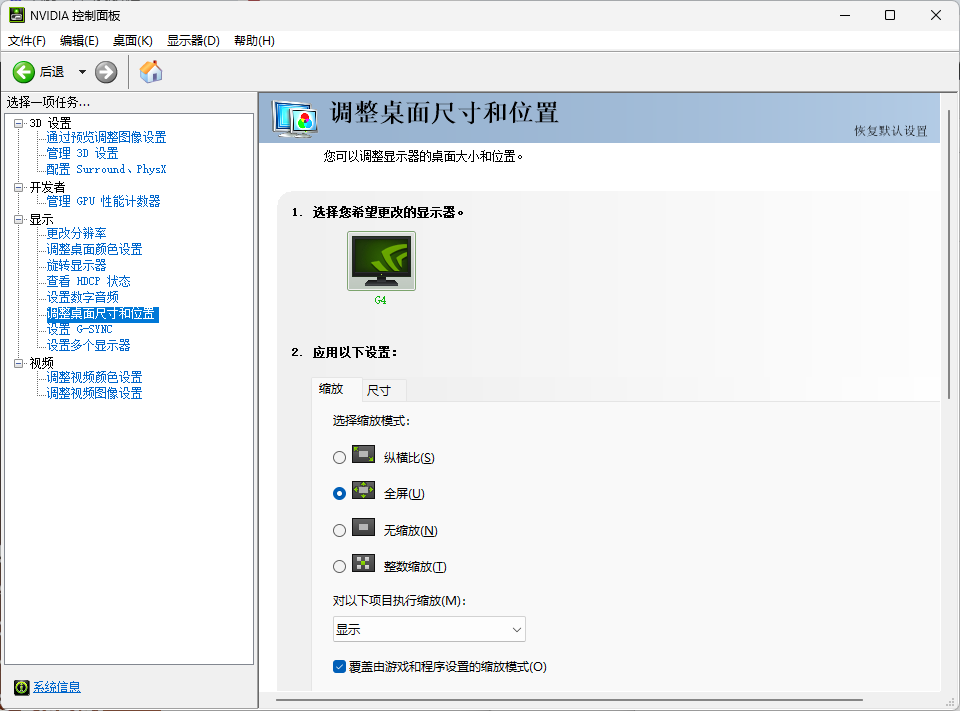 NVIDIA 控制面板
文件(F) 编辑(E) 桌面(K) 显示器(D) 帮助(H)
后退
选择一项任务...
3D 设置
通过预览调整图像设置
管理 3D 设置
配置 Surround、PhysX
开发者
管理 GPU 性能计数器
显示
更改分辨率
调整桌面颜色设置
旋转显示器
查看 HDCP 状态
设置数字音频
调整桌面尺寸和位置
设置 G-SYNC
设置多个显示器
视频
调整视频颜色设置
调整视频图像设置
系统信息
调整桌面尺寸和位置
恢复默认设置
您可以调整显示器的桌面大小和位置。
1. 选择您希望更改的显示器。
G4
2. 应用以下设置:
缩放 尺寸
选择缩放模式:
纵横比(S)
全屏(U)
无缩放(N)
整数缩放(T)
对以下项目执行缩放(M):
显示
覆盖由游戏和程序设置的缩放模式(O)